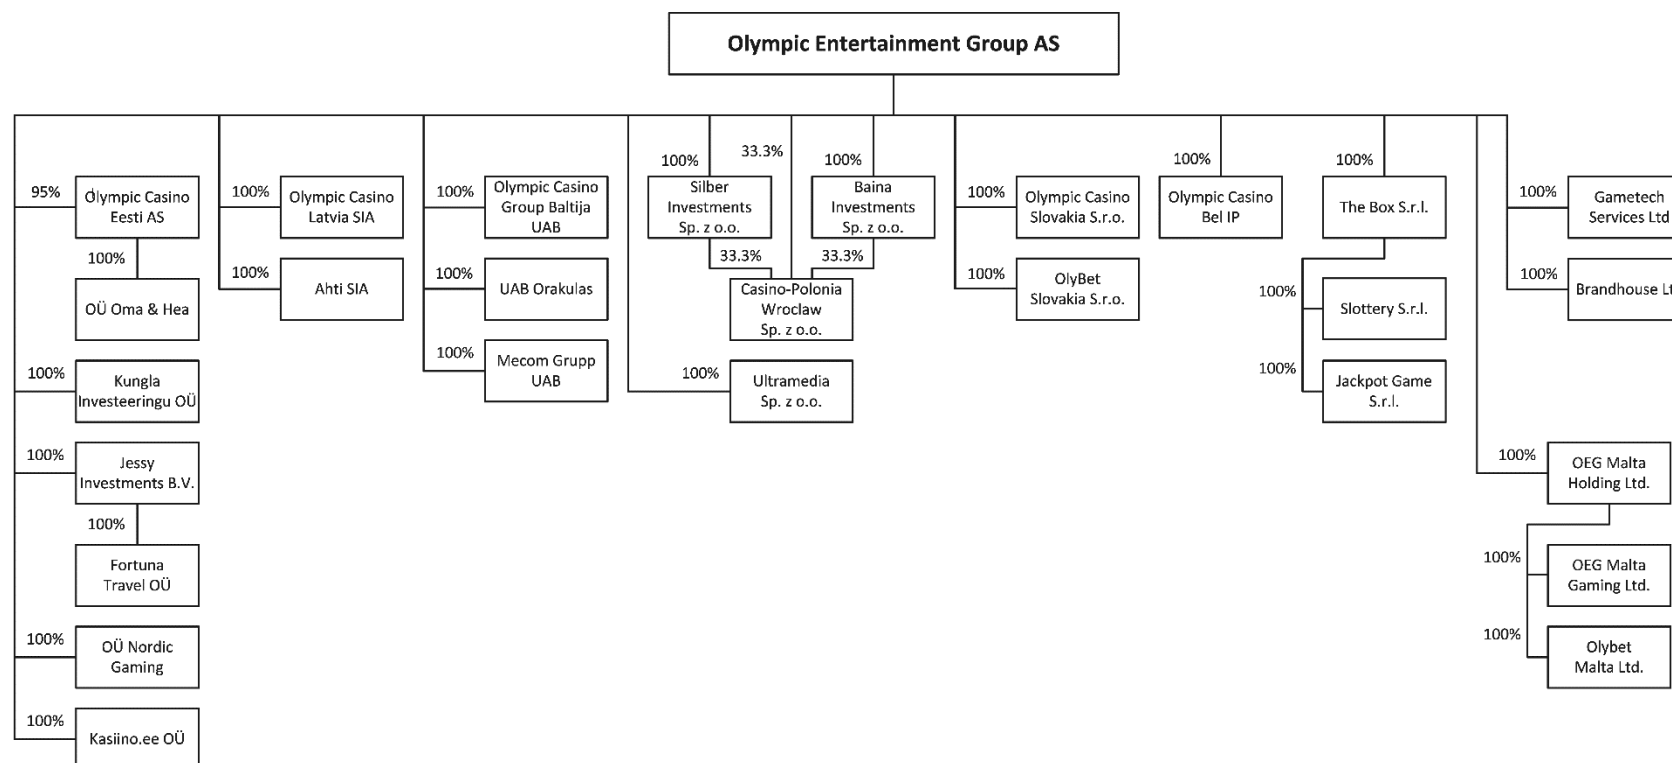 Olympic Entertainment Group AS
95%
Olympic Casino
Eesti AS
100%
OÜ Oma & Hea
100%
Kungla
Investeeringu OÜ
100%
Jessy
Investments B.V.
100%
Fortuna
Travel OÜ
100%
OÜ Nordic
Gaming
100%
Kasiino.ee OÜ
100%
Olympic Casino
Latvia SIA
100%
Ahti SIA
100%
Olympic Casino
Group Baltija
UAB
100%
UAB Orakulas
100%
Mecom Grupp
UAB
100%
Silber
Investments
Sp. z o.o.
33.3%
33.3%
100%
Baina
Investments
Sp. z o.o.
33.3%
Casino-Polonia
Wroclaw
Sp. z o.o.
100%
Ultramedia
Sp. z o.o.
100%
Olympic Casino
Slovakia S.r.o.
100%
OlyBet
Slovakia S.r.o.
100%
Olympic Casino
Bel IP
100%
The Box S.r.l.
100%
Slottery S.r.l.
100%
Jackpot Game
S.r.l.
100%
Gametech
Services Ltd
100%
Brandhouse Lt
100%
OEG Malta
Holding Ltd.
100%
OEG Malta
Gaming Ltd.
100%
Olybet
Malta Ltd.